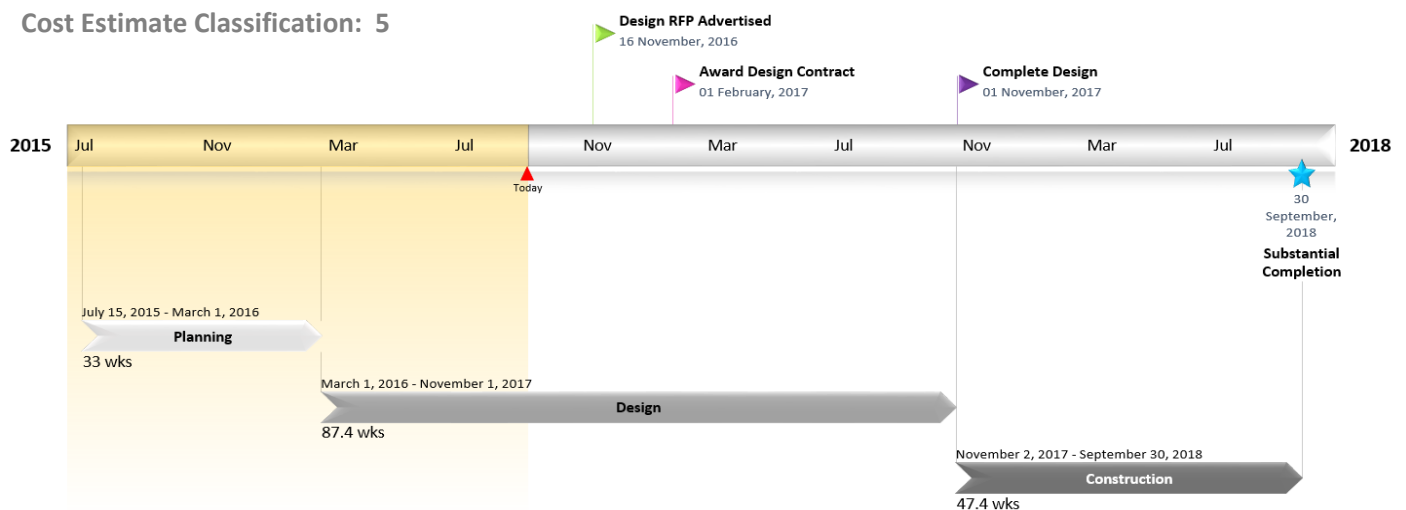 Cost Estimate Classification:  5
Design RFP Advertised
16 November, 2016
Award Design Contract
01 February, 2017
Complete Design
01 November, 2017
2015 Jul Nov Mar Jul Nov Mar Jul Nov Mar Jul 2018
Today
30
September,
2018
Substantial
Completion
July 15, 2015 - March 1, 2016
Planning
33 wks
March 1, 2016 - November 1, 2017
Design
87.4 wks
November 2, 2017 - September 30, 2018
Construction
47.4 wks